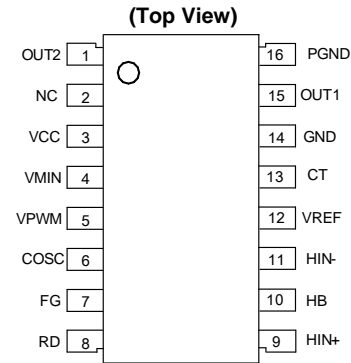 (Top View)
OUT2 1 16 PGND
NC 2 15 OUT1
VCC 3 14 GND
VMIN 4 13 CT
VPWM 5 12 VREF
COSC 6 11 HIN-
FG 7 10 HB
RD 8 9 HIN+